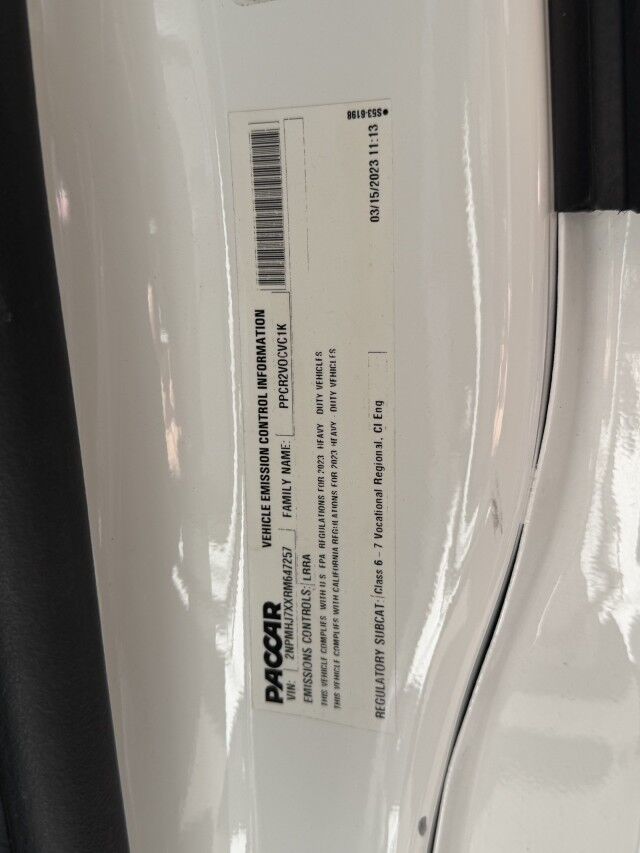 PACCAR VEHICLE EMISSION CONTROL INFORMATION
VIN: 2NPMHJ7XXRM647257 FAMILY NAME: PPCR2VOCVC1K
EMISSIONS CONTROLS: LRRA
THIS VEHICLE COMPLIES WITH U.S. EPA REGULATIONS FOR 2023 HEAVY - DUTY VEHICLES
THIS VEHICLE COMPLIES WITH CALIFORNIA REGULATIONS FOR 2023 HEAVY - DUTY VEHICLES
REGULATORY SUBCAT: Class 6 - 7 Vocational Regional, CI Eng 03/15/2023 11:13
●S53-6198